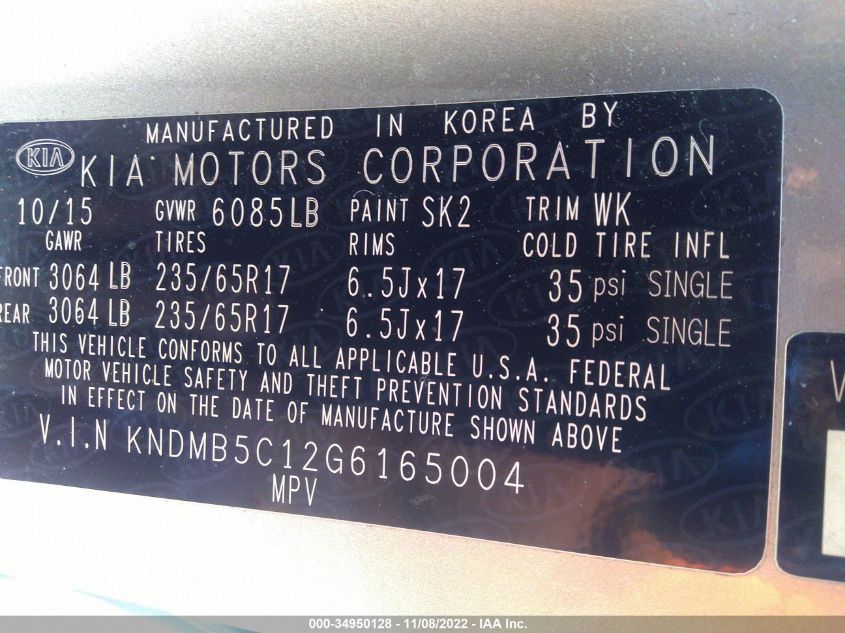 MANUFACTURED IN KOREA BY
KIA KIA MOTORS CORPORATION
10/15 GVWR 6085LB PAINT SK2 TRIM WK
GAWR TIRES RIMS COLD TIRE INFL
FRONT 3064 LB 235/65R17 6.5Jx17 35 psi SINGLE
REAR 3064 LB 235/65R17 6.5Jx17 35 psi SINGLE
THIS VEHICLE CONFORMS TO ALL APPLICABLE U.S.A. FEDERAL
MOTOR VEHICLE SAFETY AND THEFT PREVENTION STANDARDS
IN EFFECT ON THE DATE OF MANUFACTURE SHOWN ABOVE
V.I.N KNDMB5C12G6165004
MPV
000-34950128 - 11/08/2022 - IAA Inc.